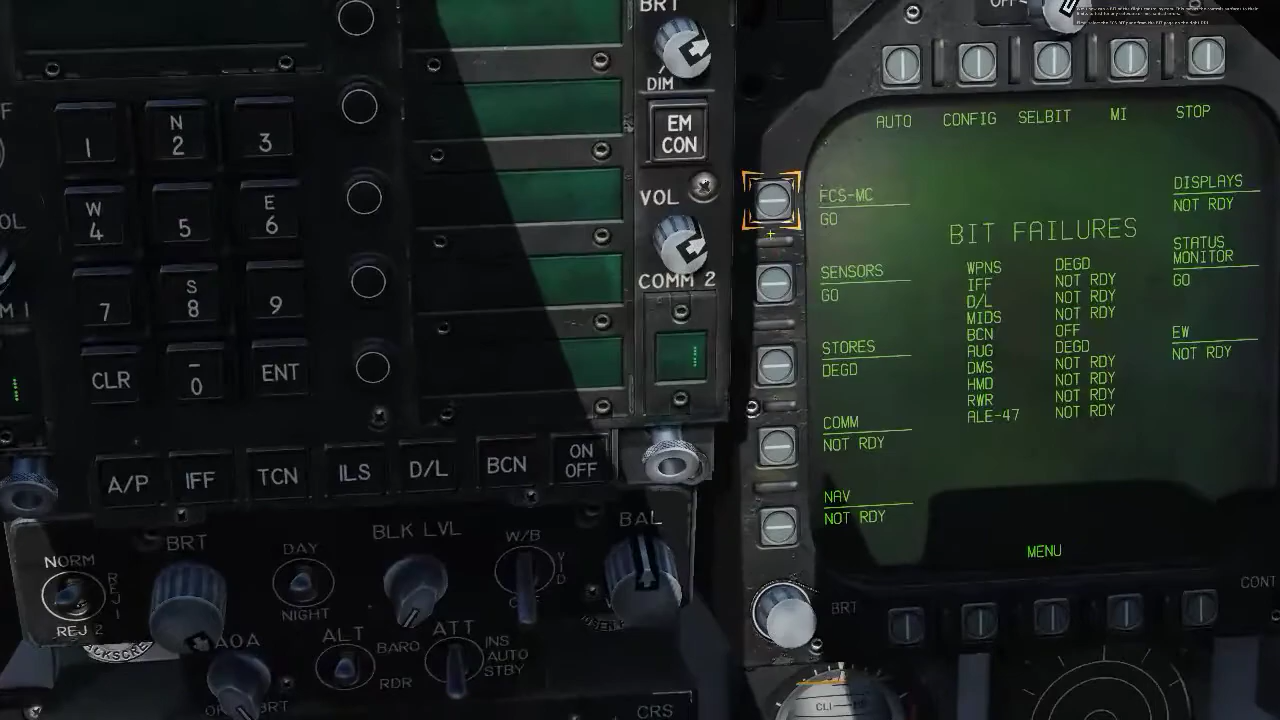 BRT
DIM
EM
CON
VOL
COMM 2
1
N
2
3
W
4
5
E
6
7
S
8
9
CLR
–
0
ENT
A/P
IFF
TCN
ILS
D/L
BCN
ON
OFF
NORM
REJ 2
BRT
DAY
NIGHT
BLK LVL
W/B
BAL
AOA
BRT
ALT
BARO
RDR
ATT
INS
AUTO
STBY
CRS
OFF
AUTO
CONFIG
SELBIT
MI
STOP
FCS-MC
GO
SENSORS
GO
STORES
DEGD
COMM
NOT RDY
NAV
NOT RDY
BIT FAILURES
WPNS DEGD
IFF NOT RDY
D/L NOT RDY
MIDS NOT RDY
BCN OFF
AUG DEGD
DMS NOT RDY
HMD NOT RDY
RWR NOT RDY
ALE-47 NOT RDY
DISPLAYS
NOT RDY
STATUS
MONITOR
GO
EW
NOT RDY
MENU
BRT
CONT
CLI